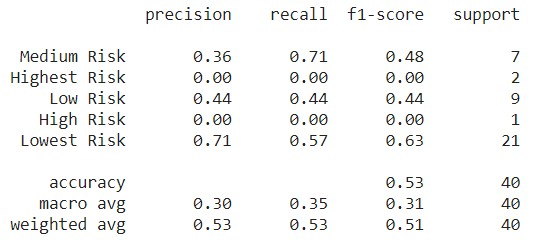 precision recall f1-score support
Medium Risk 0.36 0.71 0.48 7
Highest Risk 0.00 0.00 0.00 2
Low Risk 0.44 0.44 0.44 9
High Risk 0.00 0.00 0.00 1
Lowest Risk 0.71 0.57 0.63 21
accuracy 0.53 40
macro avg 0.30 0.35 0.31 40
weighted avg 0.53 0.53 0.51 40